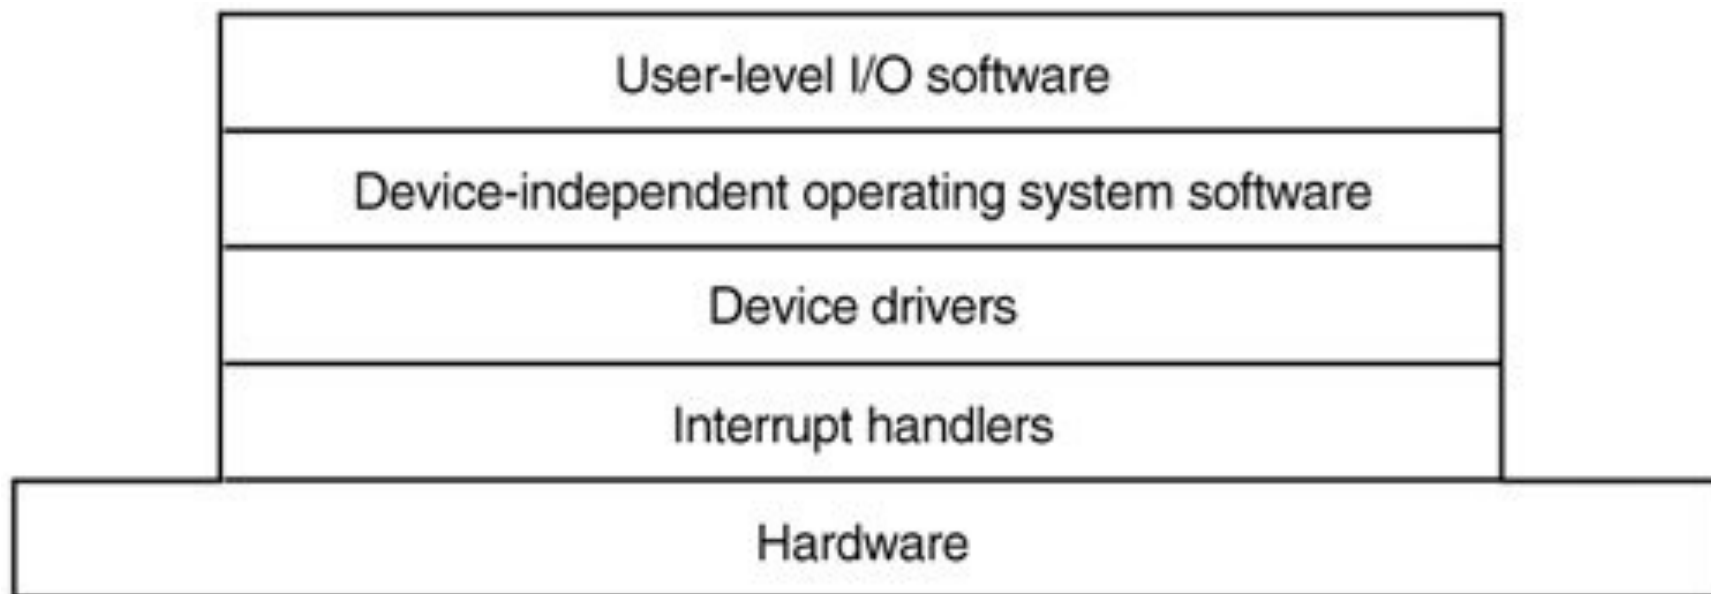 User-level I/O software
Device-independent operating system software
Device drivers
Interrupt handlers
Hardware